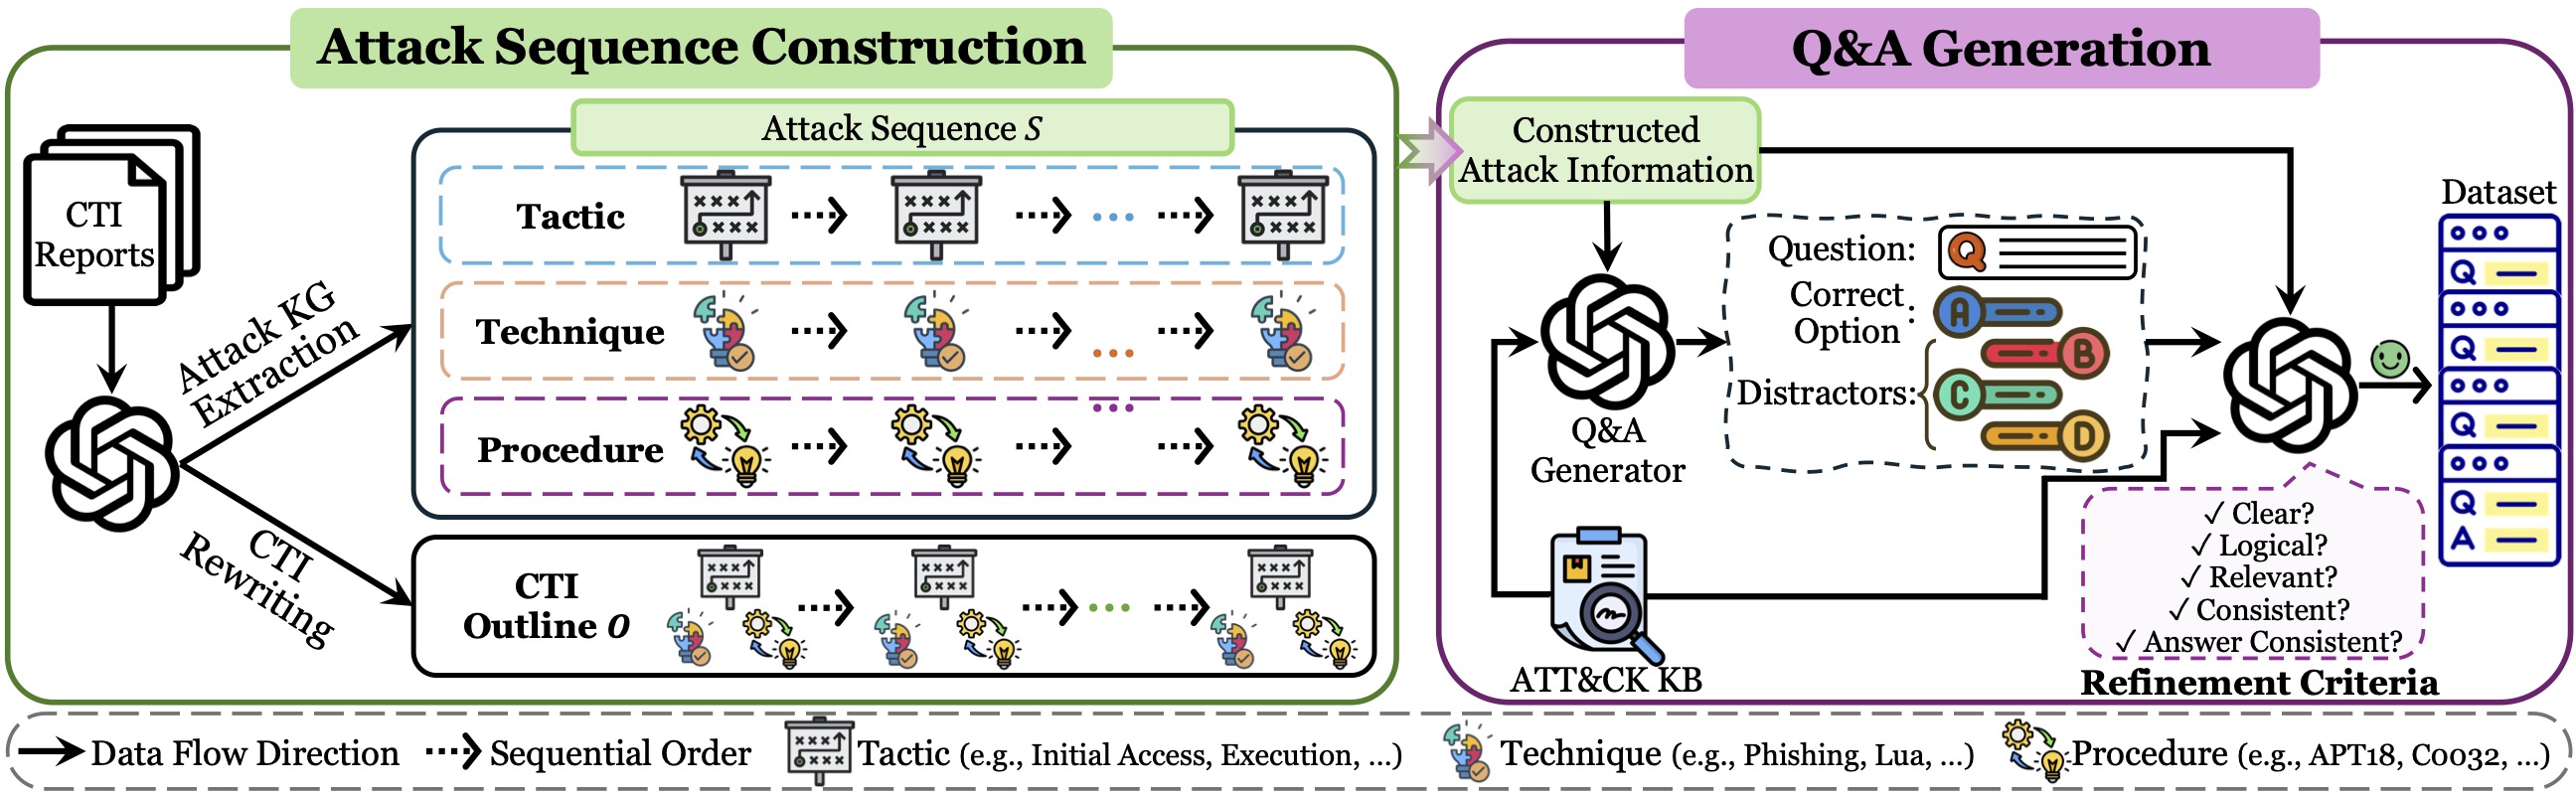 Attack Sequence Construction
CTI
Reports
Attack KG
Extraction
CTI
Rewriting
Attack Sequence S
Tactic
Technique
Procedure
CTI
Outline O
Q&A Generation
Constructed
Attack Information
Q&A
Generator
ATT&CK KB
Question:
Q
Correct
Option :
A
B
Distractors:
C
D
Dataset
Q
Q
Q
Q
A
✓ Clear?
✓ Logical?
✓ Relevant?
✓ Consistent?
✓ Answer Consistent?
Refinement Criteria
Data Flow Direction
Sequential Order
Tactic (e.g., Initial Access, Execution, ...)
Technique (e.g., Phishing, Lua, ...)
Procedure (e.g., APT18, C0032, ...)